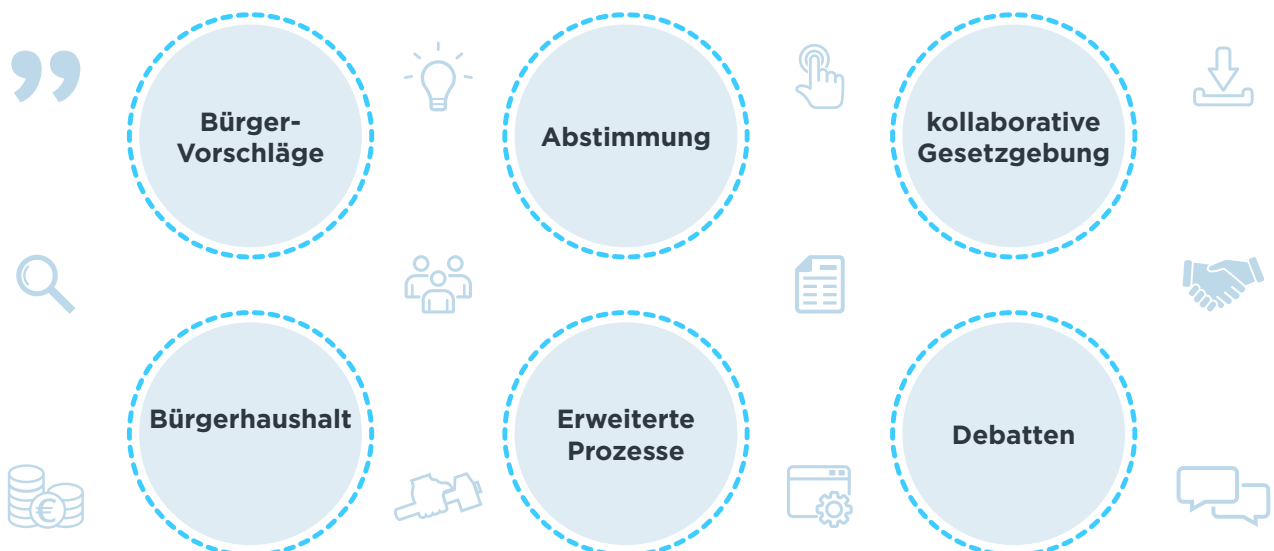 Bürger-
Vorschläge
Abstimmung
kollaborative
Gesetzgebung
Bürgerhaushalt
Erweiterte
Prozesse
Debatten